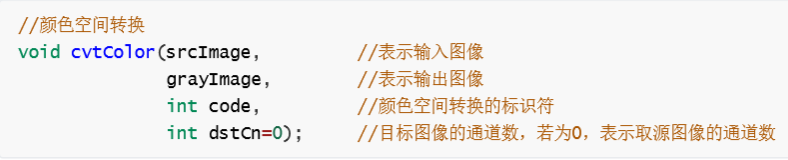 //颜色空间转换
void cvtColor(srcImage,         //表示输入图像
              grayImage,        //表示输出图像
              int code,         //颜色空间转换的标识符
              int dstCn=0);     //目标图像的通道数，若为0，表示取源图像的通道数